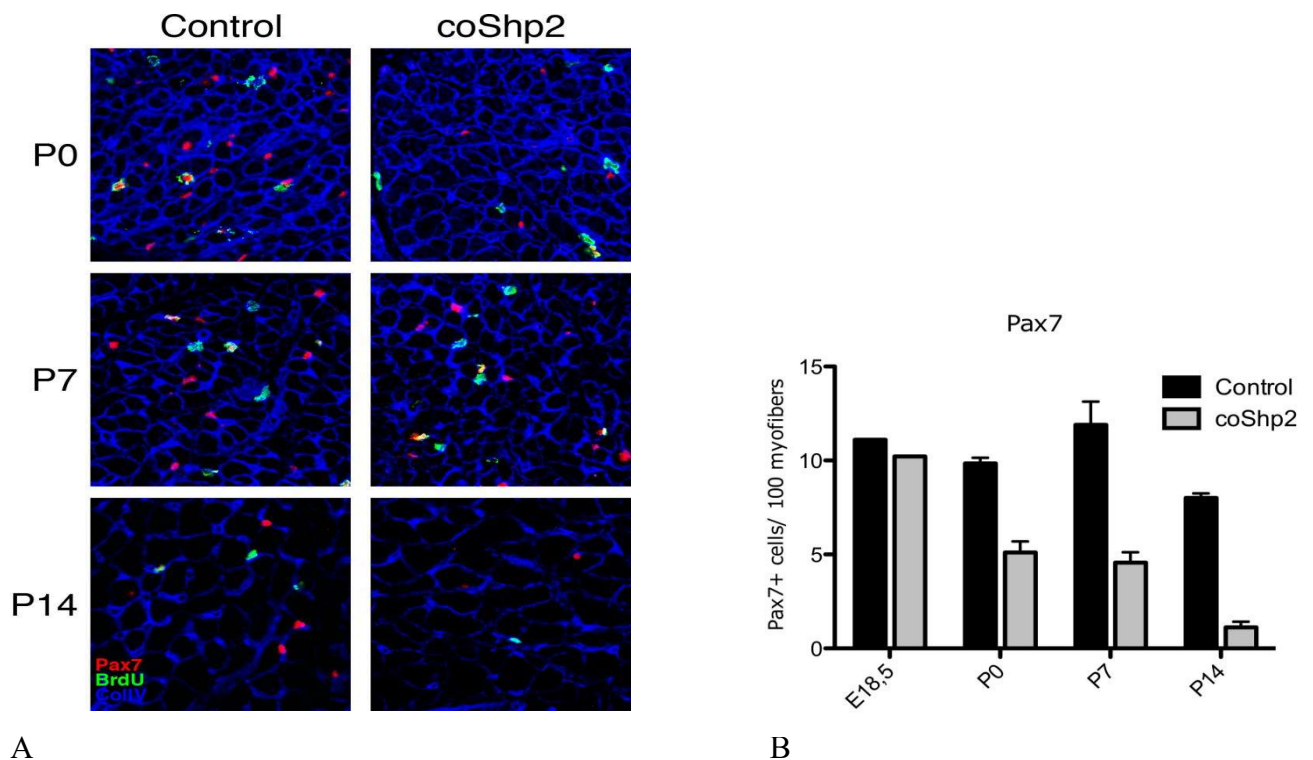 Control coShp2
P0
P7
P14
Pax7
BrdU
CollV
A
Pax7
Pax7+ cells/ 100 myofibers
15
10
5
0
Control
coShp2
E18,5 P0 P7 P14
B